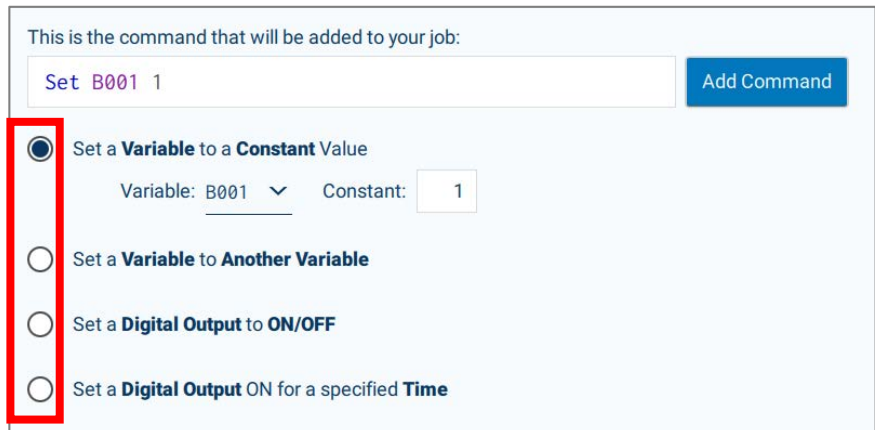 This is the command that will be added to your job:
Set B001 1
Add Command
Set a Variable to a Constant Value
Variable: B001 Constant: 1
Set a Variable to Another Variable
Set a Digital Output to ON/OFF
Set a Digital Output ON for a specified Time